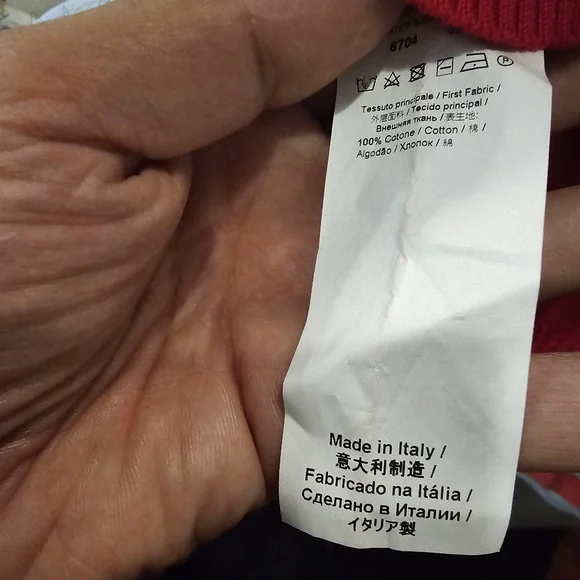 6704
Tessuto principale / First Fabric /
外層面料 / Tecido principal /
Внешняя ткань / 表生地:
100% Cotone / Cotton / 棉 /
Algodão / Хлопок / 綿
Made in Italy /
意大利制造 /
Fabricado na Itália /
Сделано в Италии /
イタリア製